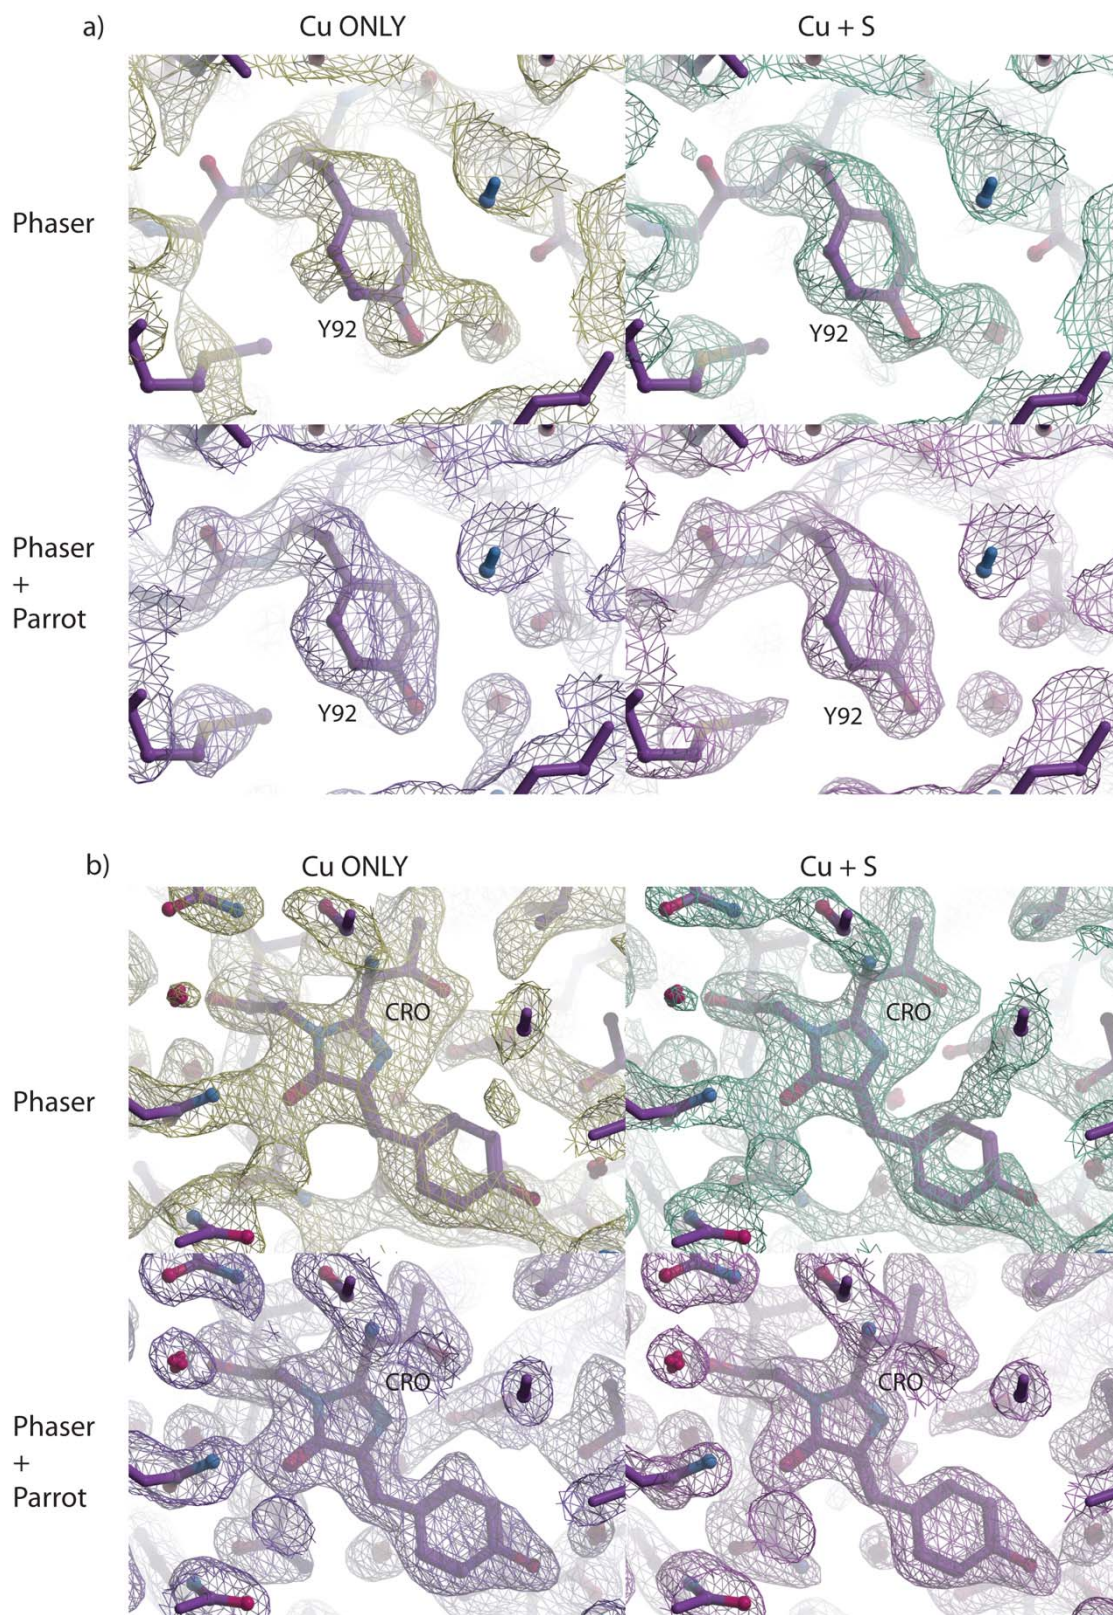 a) Cu ONLY Cu + S
Phaser
Y92 Y92
Phaser
+
Parrot
Y92 Y92
b) Cu ONLY Cu + S
CRO CRO
Phaser
CRO CRO
Phaser
+
Parrot